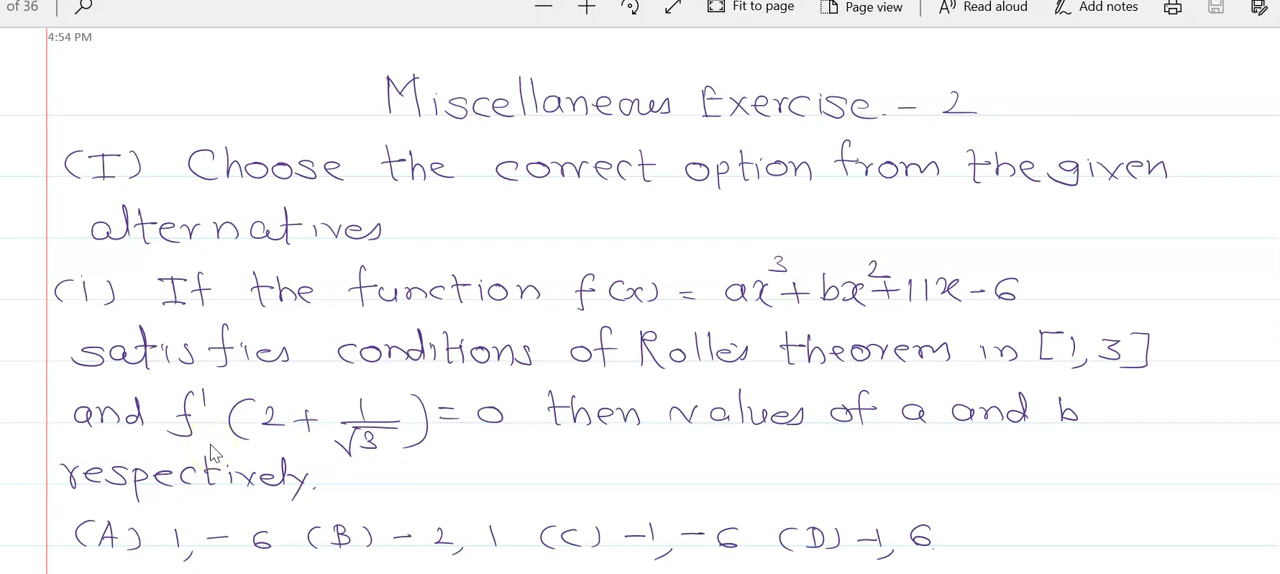 of 36 Fit to page Page view Read aloud Add notes
4:54 PM
Miscellaneous Exercise - 2
(I) Choose the correct option from the given
alternatives
(i) If the function f(x) = ax³ + bx² + 11x - 6
satisfies conditions of Rolle's theorem in [1, 3]
and f'(2 + 1/√3) = 0 then values of a and b
respectively.
(A) 1, -6 (B) -2, 1 (C) -1, -6 (D) -1, 6